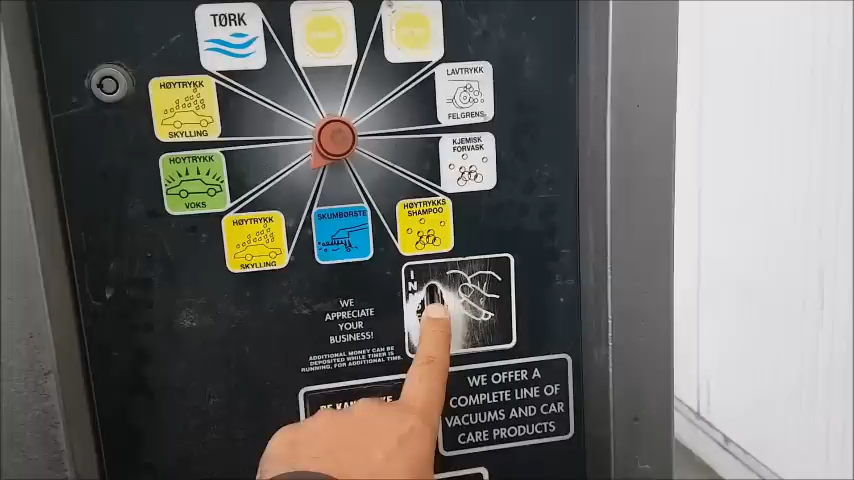 TØRK
HØYTRYKK
SKYLLING
LAVTRYKK
FELGRENS
KJEMISK
FORVASK
HØYTRYKK
VOKS
HØYTRYKK
SKYLLING
SKUMBØRSTE
HØYTRYKKS
SHAMPOO
WE
APPRECIATE
YOUR
BUSINESS!
ADDITIONAL MONEY CAN BE
DEPOSITED WHILE TIMER IS
RUNNING, FOR ADDITIONAL TIME.
WE OFFER A
COMPLETE LINE OF
VACUUMS AND CAR
CARE PRODUCTS